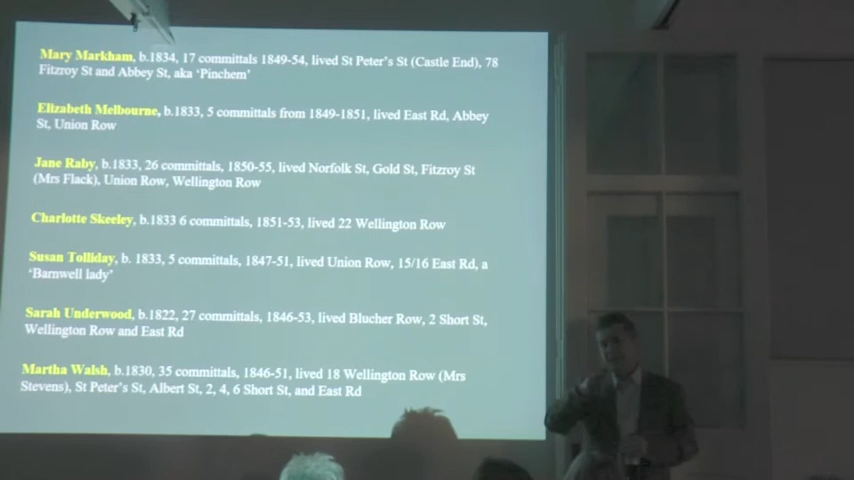 Mary Markham, b.1834, 17 committals 1849-54, lived St Peter's St (Castle End), 78
Fitzroy St and Abbey St, aka 'Pinchem'
Elizabeth Melbourne, b.1833, 5 committals from 1849-1851, lived East Rd, Abbey
St, Union Row
Jane Raby, b.1833, 26 committals, 1850-55, lived Norfolk St, Gold St, Fitzroy St
(Mrs Flack), Union Row, Wellington Row
Charlotte Skeeley, b.1833 6 committals, 1851-53, lived 22 Wellington Row
Susan Tolliday, b. 1833, 5 committals, 1847-51, lived Union Row, 15/16 East Rd, a
'Barnwell lady'
Sarah Underwood, b.1822, 27 committals, 1846-53, lived Blucher Row, 2 Short St,
Wellington Row and East Rd
Martha Walsh, b.1830, 35 committals, 1846-51, lived 18 Wellington Row (Mrs
Stevens), St Peter's St, Albert St, 2, 4, 6 Short St, and East Rd